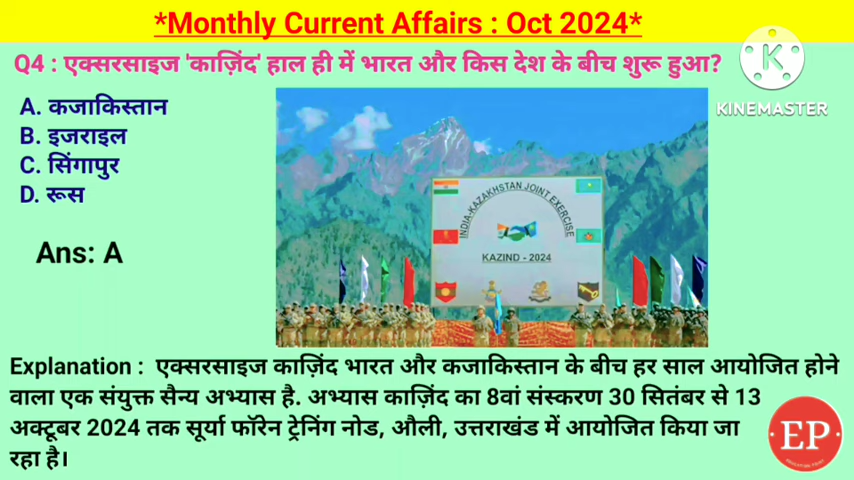 *Monthly Current Affairs : Oct 2024*
Q4 : एक्सरसाइज 'काज़िंद' हाल ही में भारत और किस देश के बीच शुरू हुआ?
K
KINEMASTER
A. कजाकिस्तान
B. इजराइल
C. सिंगापुर
D. रूस
Ans: A
INDIA-KAZAKHSTAN JOINT EXERCISE
KAZIND - 2024
Explanation : एक्सरसाइज काज़िंद भारत और कजाकिस्तान के बीच हर साल आयोजित होने
वाला एक संयुक्त सैन्य अभ्यास है. अभ्यास काज़िंद का 8वां संस्करण 30 सितंबर से 13
अक्टूबर 2024 तक सूर्या फॉरेन ट्रेनिंग नोड, औली, उत्तराखंड में आयोजित किया जा
रहा है।
EP